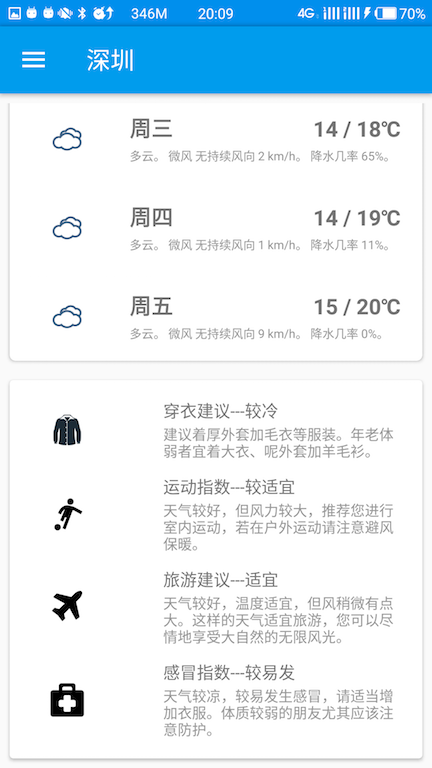 346M 20:09 4G 70%
深圳
周三 14 / 18℃
多云。 微风 无持续风向 2 km/h。 降水几率 65%。
周四 14 / 19℃
多云。 微风 无持续风向 1 km/h。 降水几率 11%。
周五 15 / 20℃
多云。 微风 无持续风向 9 km/h。 降水几率 0%。
穿衣建议---较冷
建议着厚外套加毛衣等服装。年老体
弱者宜着大衣、呢外套加羊毛衫。
运动指数---较适宜
天气较好，但风力较大，推荐您进行
室内运动，若在户外运动请注意避风
保暖。
旅游建议---适宜
天气较好，温度适宜，但风稍微有点
大。这样的天气适宜旅游，您可以尽
情地享受大自然的无限风光。
感冒指数---较易发
天气较凉，较易发生感冒，请适当增
加衣服。体质较弱的朋友尤其应该注
意防护。